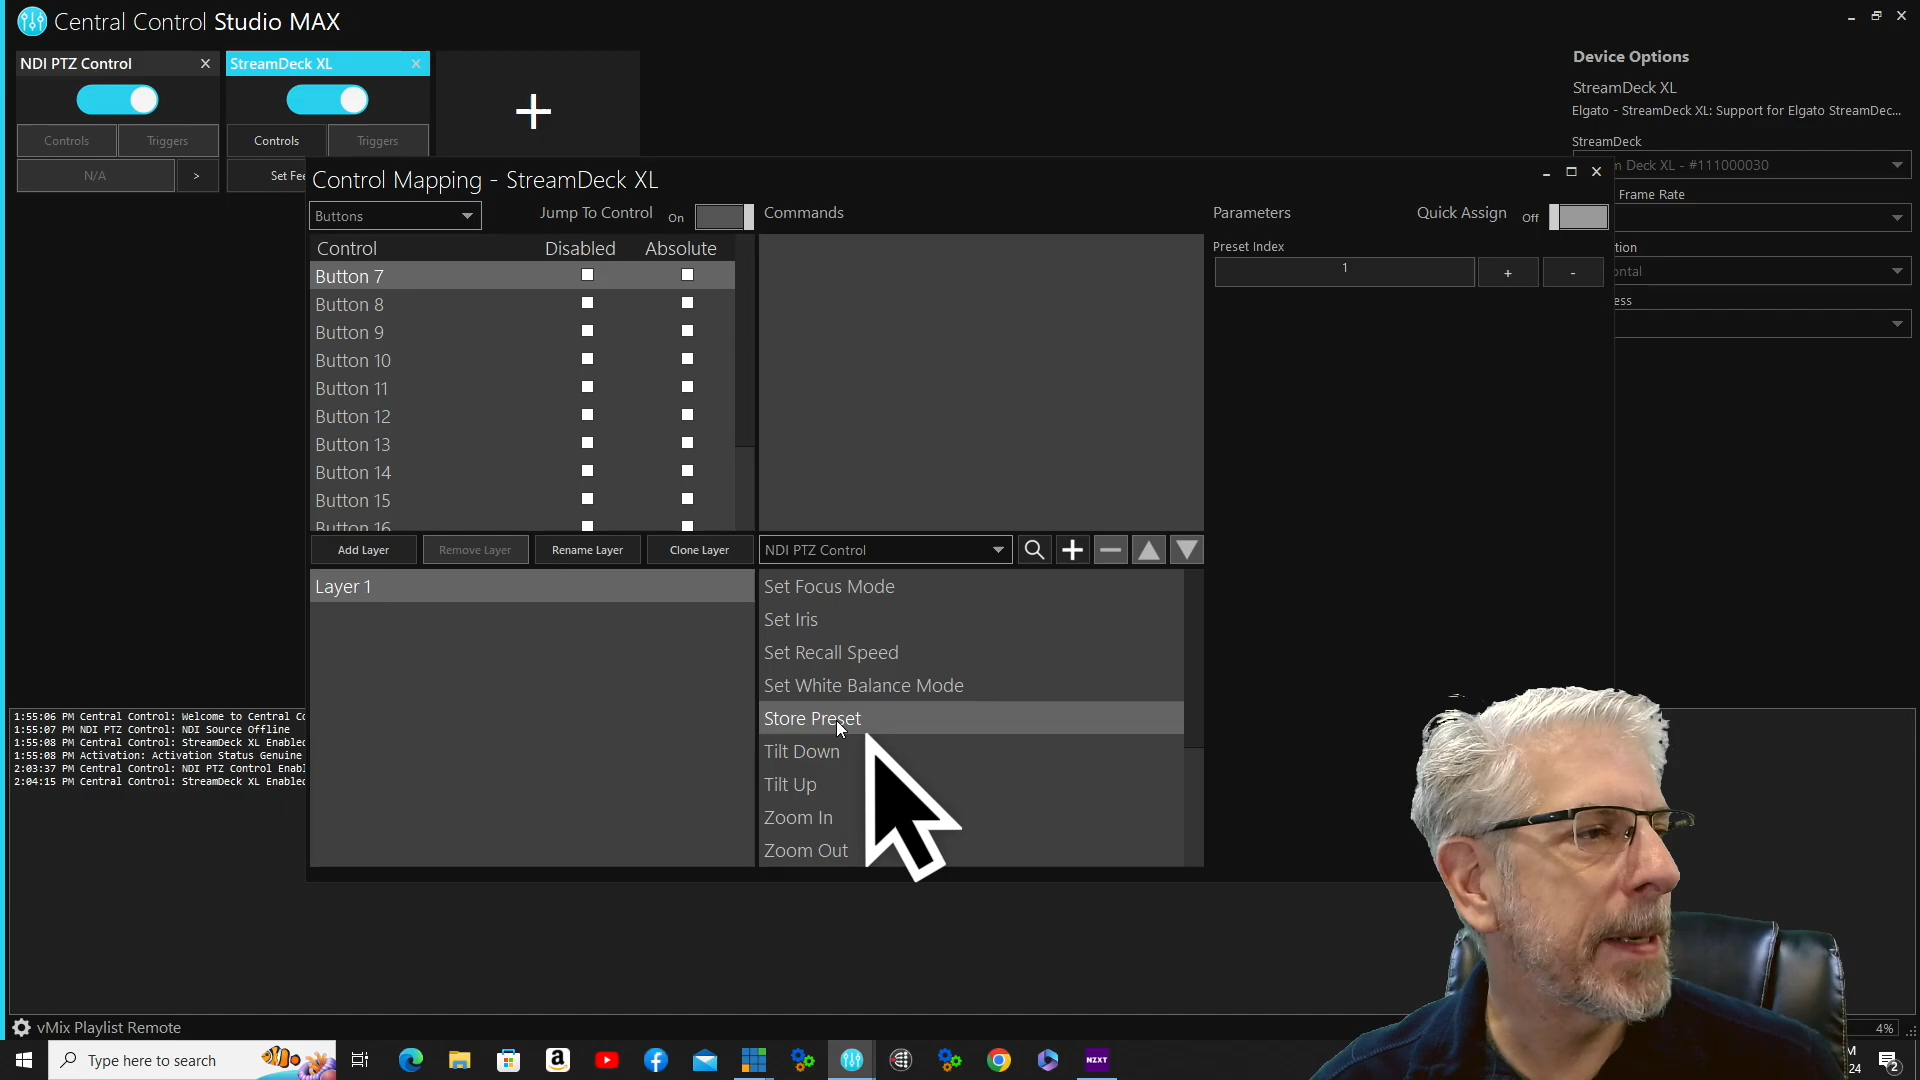 Central Control Studio MAX
NDI PTZ Control
StreamDeck XL
Controls
Triggers
Controls
Triggers
N/A
>
Set Fee
Device Options
StreamDeck XL
Elgato - StreamDeck XL: Support for Elgato StreamDec...
StreamDeck
Deck XL - #111000030
Frame Rate
Control Mapping - StreamDeck XL
Buttons
Jump To Control
On
Commands
Parameters
Quick Assign
Off
Control
Disabled
Absolute
Preset Index
1
+
-
Button 7
Button 8
Button 9
Button 10
Button 11
Button 12
Button 13
Button 14
Button 15
Button 16
Add Layer
Remove Layer
Rename Layer
Clone Layer
NDI PTZ Control
Layer 1
Set Focus Mode
Set Iris
Set Recall Speed
Set White Balance Mode
Store Preset
Tilt Down
Tilt Up
Zoom In
Zoom Out
1:55:06 PM Central Control: Welcome to Central Co
1:55:07 PM NDI PTZ Control: NDI Source Offline
1:55:08 PM Central Control: StreamDeck XL Enabled
1:55:08 PM Activation: Activation Status Genuine
2:03:37 PM Central Control: NDI PTZ Control Enabl
2:04:15 PM Central Control: StreamDeck XL Enabled
vMix Playlist Remote
4%
Type here to search
NZXT
M
24
2